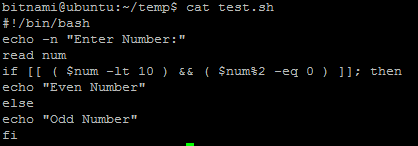 bitnami@ubuntu:~/temp$ cat test.sh
#!/bin/bash
echo -n "Enter Number:"
read num
if [[ ( $num -lt 10 ) && ( $num%2 -eq 0 ) ]]; then
echo "Even Number"
else
echo "Odd Number"
fi